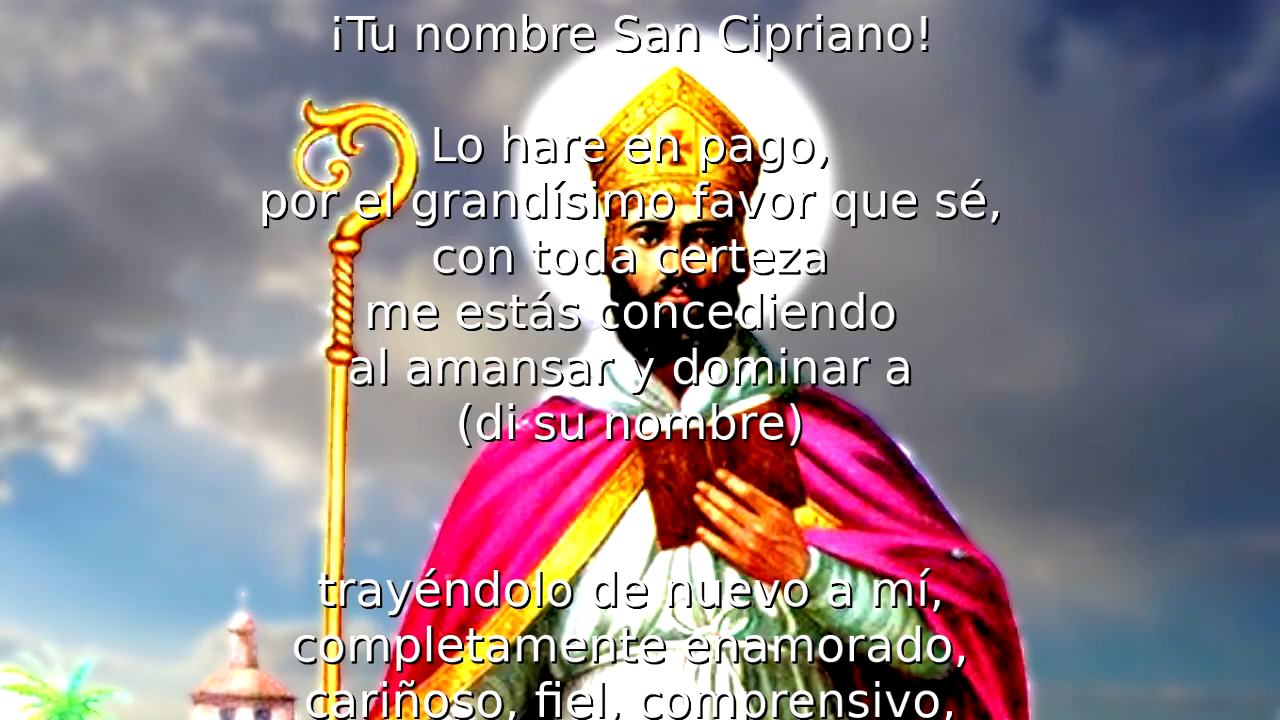 ¡Tu nombre San Cipriano!
Lo hare en pago,
por el grandísimo favor que sé,
con toda certeza
me estás concediendo
al amansar y dominar a
(di su nombre)
trayéndolo de nuevo a mí,
completamente enamorado,
cariñoso, fiel, comprensivo,